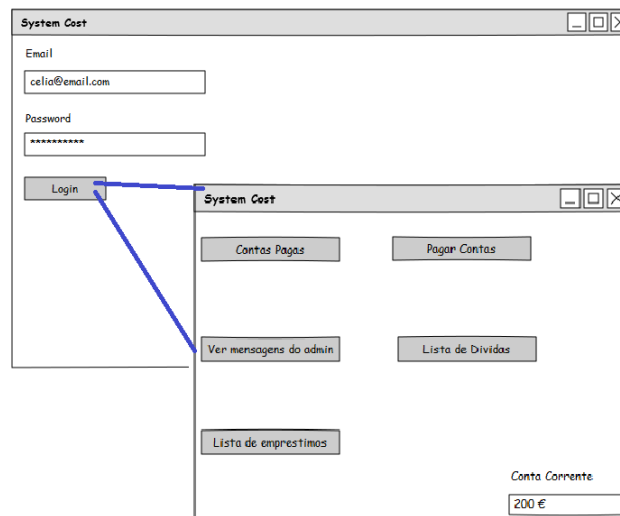 System Cost
Email
celia@email.com
Password
**********
Login
System Cost
Contas Pagas
Pagar Contas
Ver mensagens do admin
Lista de Dividas
Lista de emprestimos
Conta Corrente
200 €